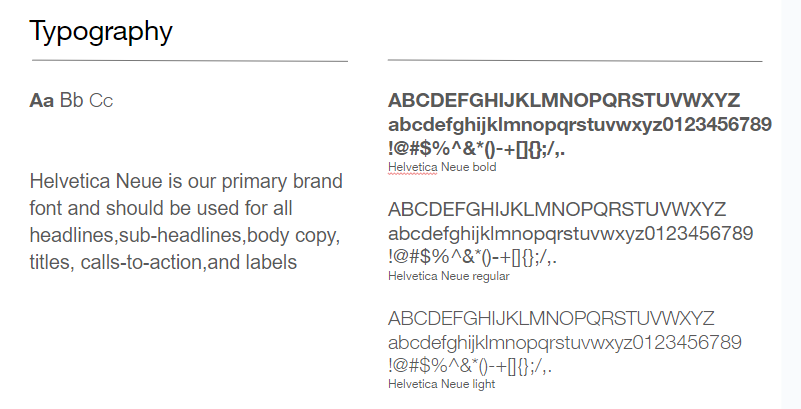 Typography
Aa Bb Cc
Helvetica Neue is our primary brand
font and should be used for all
headlines,sub-headlines,body copy,
titles, calls-to-action,and labels
ABCDEFGHIJKLMNOPQRSTUVWXYZ
abcdefghijklmnopqrstuvwxyz0123456789
!@#$%^&*()-+[]{};/,.
Helvetica Neue bold
ABCDEFGHIJKLMNOPQRSTUVWXYZ
abcdefghijklmnopqrstuvwxyz0123456789
!@#$%^&*()-+[]{};/,.
Helvetica Neue regular
ABCDEFGHIJKLMNOPQRSTUVWXYZ
abcdefghijklmnopqrstuvwxyz0123456789
!@#$%^&*()-+[]{};/,.
Helvetica Neue light